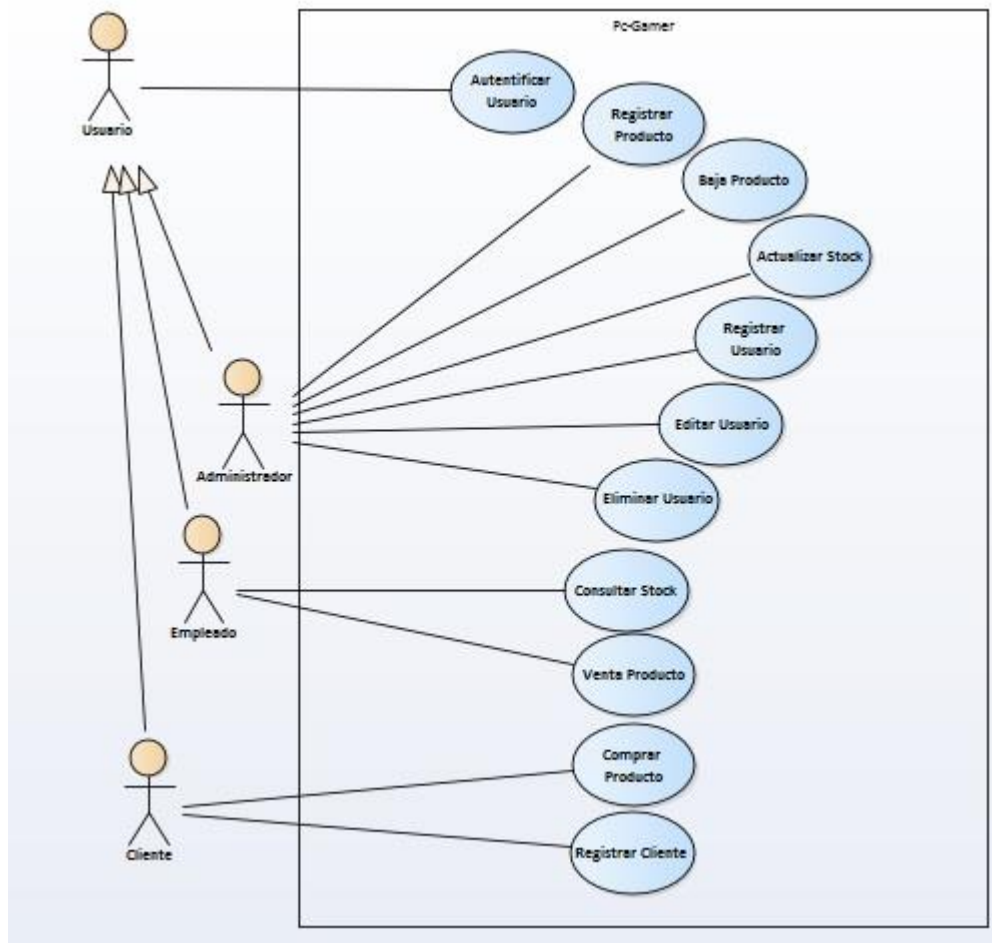 Pc-Gamer
Usuario
Autentificar
Usuario
Registrar
Producto
Baja Producto
Actualizar Stock
Registrar
Usuario
Editar Usuario
Administrador
Eliminar Usuario
Consultar Stock
Empleado
Venta Producto
Comprar
Producto
Cliente
Registrar Cliente